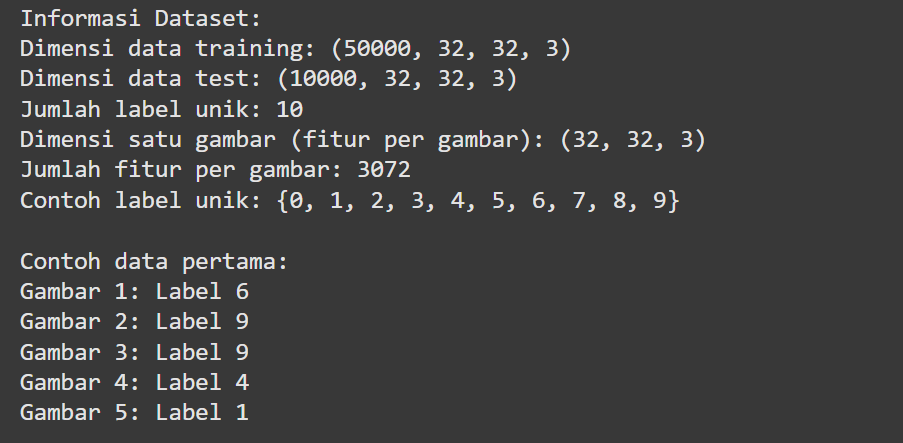 Informasi Dataset:
Dimensi data training: (50000, 32, 32, 3)
Dimensi data test: (10000, 32, 32, 3)
Jumlah label unik: 10
Dimensi satu gambar (fitur per gambar): (32, 32, 3)
Jumlah fitur per gambar: 3072
Contoh label unik: {0, 1, 2, 3, 4, 5, 6, 7, 8, 9}

Contoh data pertama:
Gambar 1: Label 6
Gambar 2: Label 9
Gambar 3: Label 9
Gambar 4: Label 4
Gambar 5: Label 1